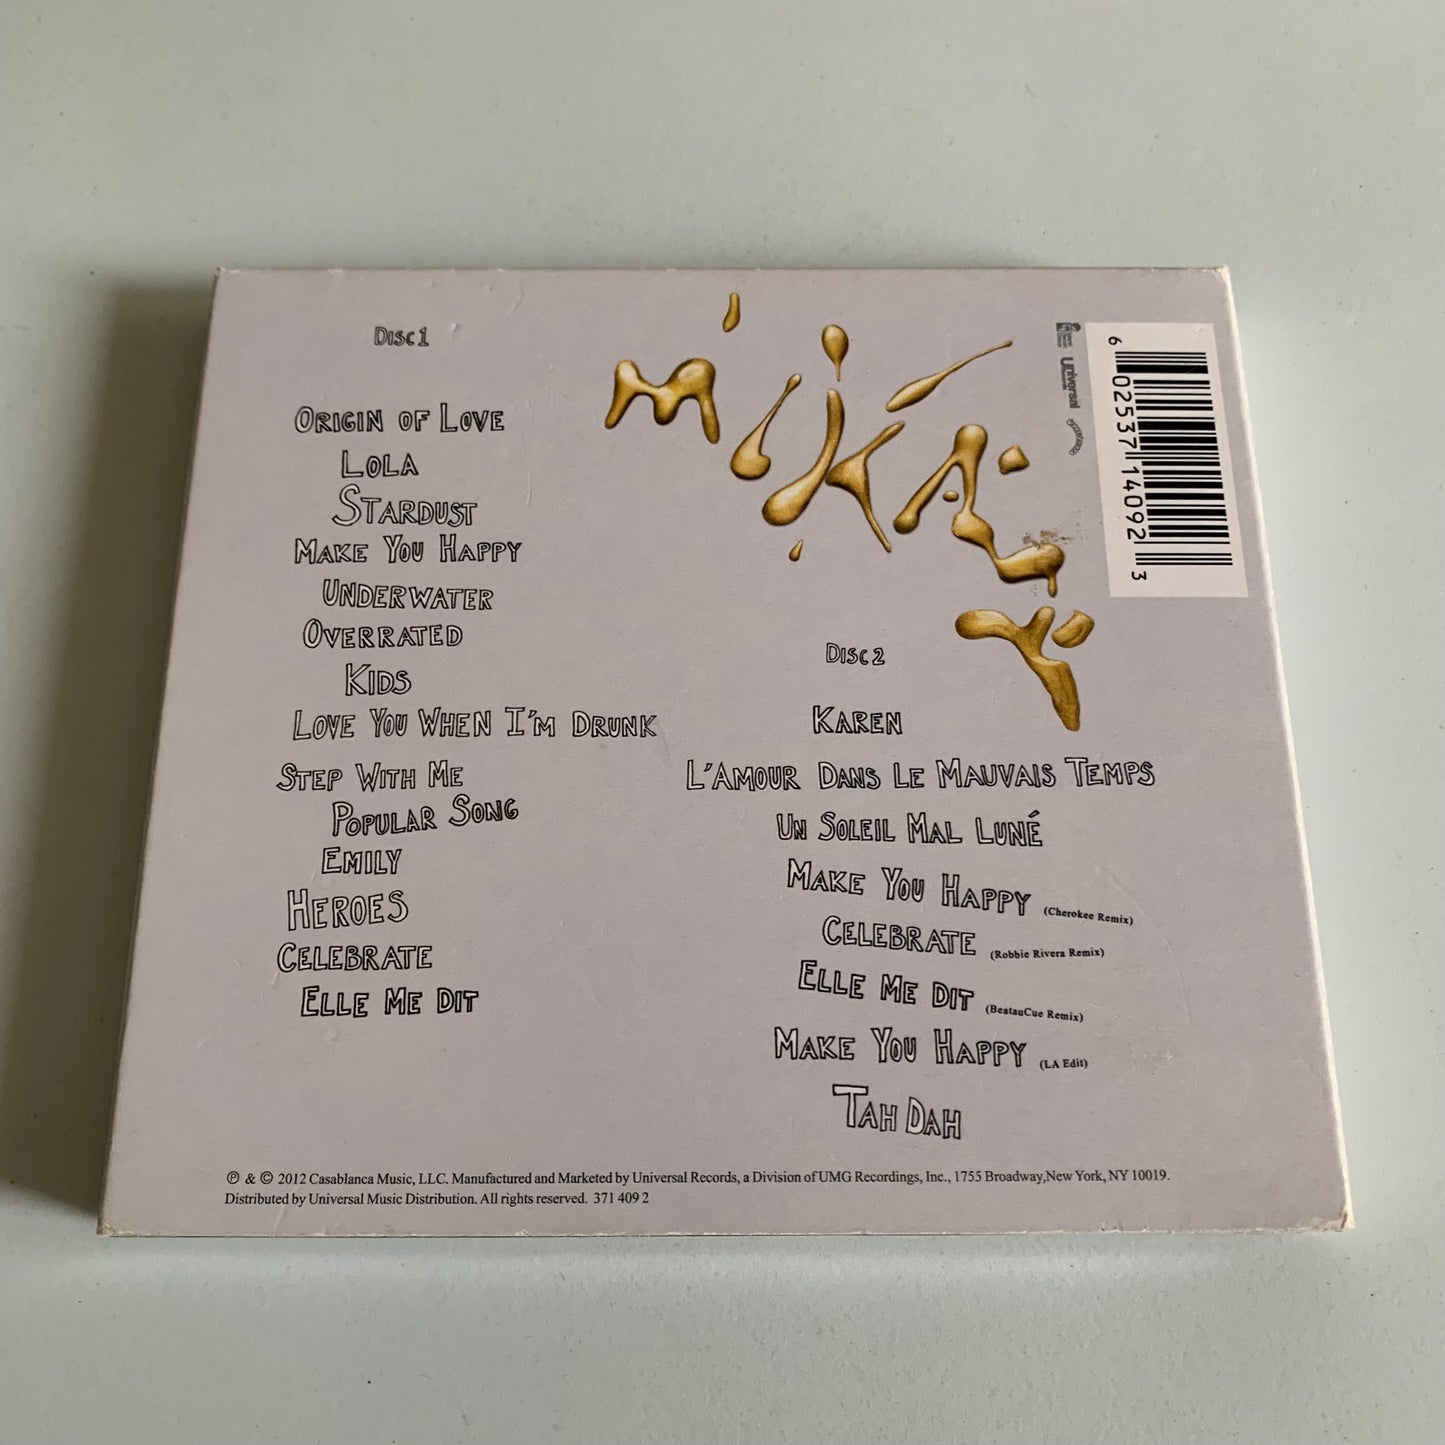 Disc 1
Origin of Love
Lola
Stardust
Make You Happy
Underwater
Overrated
Kids
Love You When I'm Drunk
Step With Me
Popular Song
Emily
Heroes
Celebrate
Elle Me Dit
MIKA
universal
6 02537 14092 3
Disc 2
Karen
L'Amour Dans Le Mauvais Temps
Un Soleil Mal Luné
Make You Happy (Cherokee Remix)
Celebrate (Robbie Rivera Remix)
Elle Me Dit (BeatauCue Remix)
Make You Happy (LA Edit)
Tah Dah
℗ & © 2012 Casablanca Music, LLC. Manufactured and Marketed by Universal Records, a Division of UMG Recordings, Inc., 1755 Broadway,New York, NY 10019.
Distributed by Universal Music Distribution. All rights reserved. 371 409 2